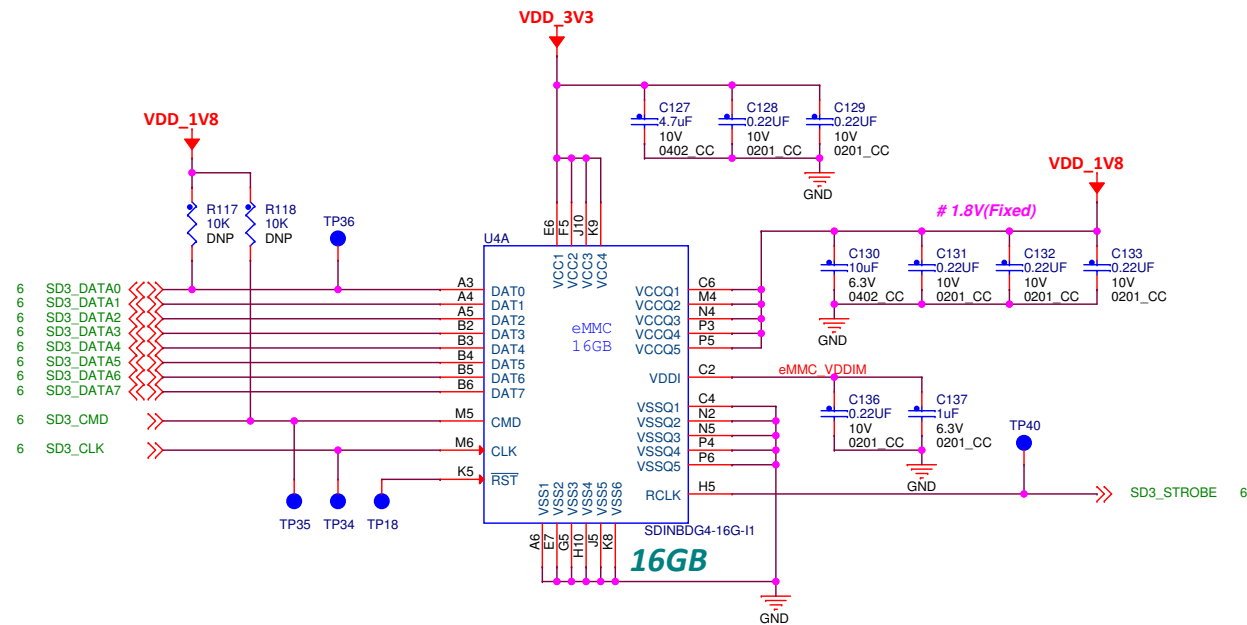 VDD_3V3
C127
4.7uF
10V
0402_CC
C128
0.22UF
10V
0201_CC
C129
0.22UF
10V
0201_CC
GND
VDD_1V8
R117
10K
DNP
R118
10K
DNP
TP36
VDD_1V8
# 1.8V(Fixed)
C130
10uF
6.3V
0402_CC
C131
0.22UF
10V
0201_CC
C132
0.22UF
10V
0201_CC
C133
0.22UF
10V
0201_CC
GND
U4A
E6
F5
J10
K9
VCC1
VCC2
VCC3
VCC4
eMMC
16GB
6 SD3_DATA0 A3 DAT0
6 SD3_DATA1 A4 DAT1
6 SD3_DATA2 A5 DAT2
6 SD3_DATA3 B2 DAT3
6 SD3_DATA4 B3 DAT4
6 SD3_DATA5 B4 DAT5
6 SD3_DATA6 B5 DAT6
6 SD3_DATA7 B6 DAT7
6 SD3_CMD M5 CMD
6 SD3_CLK M6 CLK
K5 RST
TP35
TP34
TP18
VCCQ1 C6
VCCQ2 M4
VCCQ3 N4
VCCQ4 P3
VCCQ5 P5
VDDI C2 eMMC_VDDIM
VSSQ1 C4
VSSQ2 N2
VSSQ3 N5
VSSQ4 P4
VSSQ5 P6
RCLK H5
C136
0.22UF
10V
0201_CC
C137
1uF
6.3V
0201_CC
GND
TP40
SD3_STROBE 6
VSS1
VSS2
VSS3
VSS4
VSS5
VSS6
A6
E7
G5
H10
J5
K8
SDINBDG4-16G-I1
16GB
GND